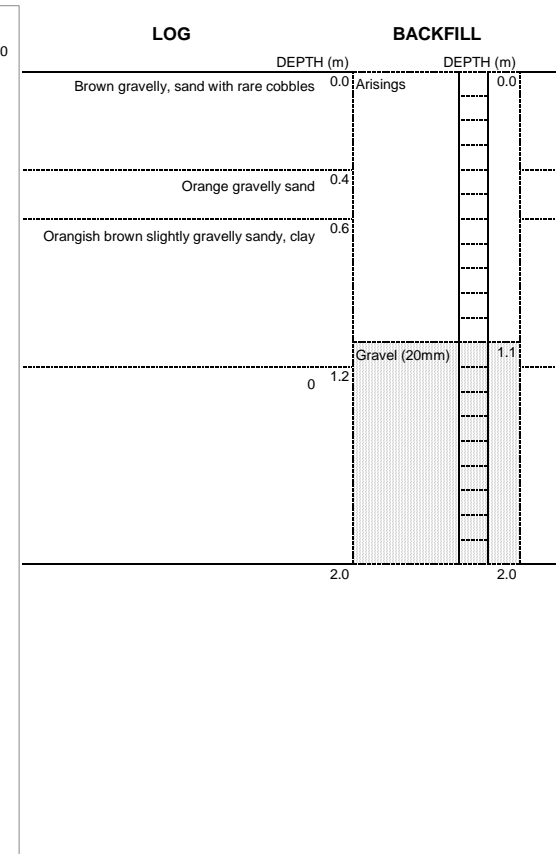 LOG BACKFILL
0
DEPTH (m) DEPTH (m)
Brown gravelly, sand with rare cobbles 0.0 Arisings 0.0
Orange gravelly sand 0.4
Orangish brown slightly gravelly sandy, clay 0.6
Gravel (20mm) 1.1
0 1.2
2.0 2.0